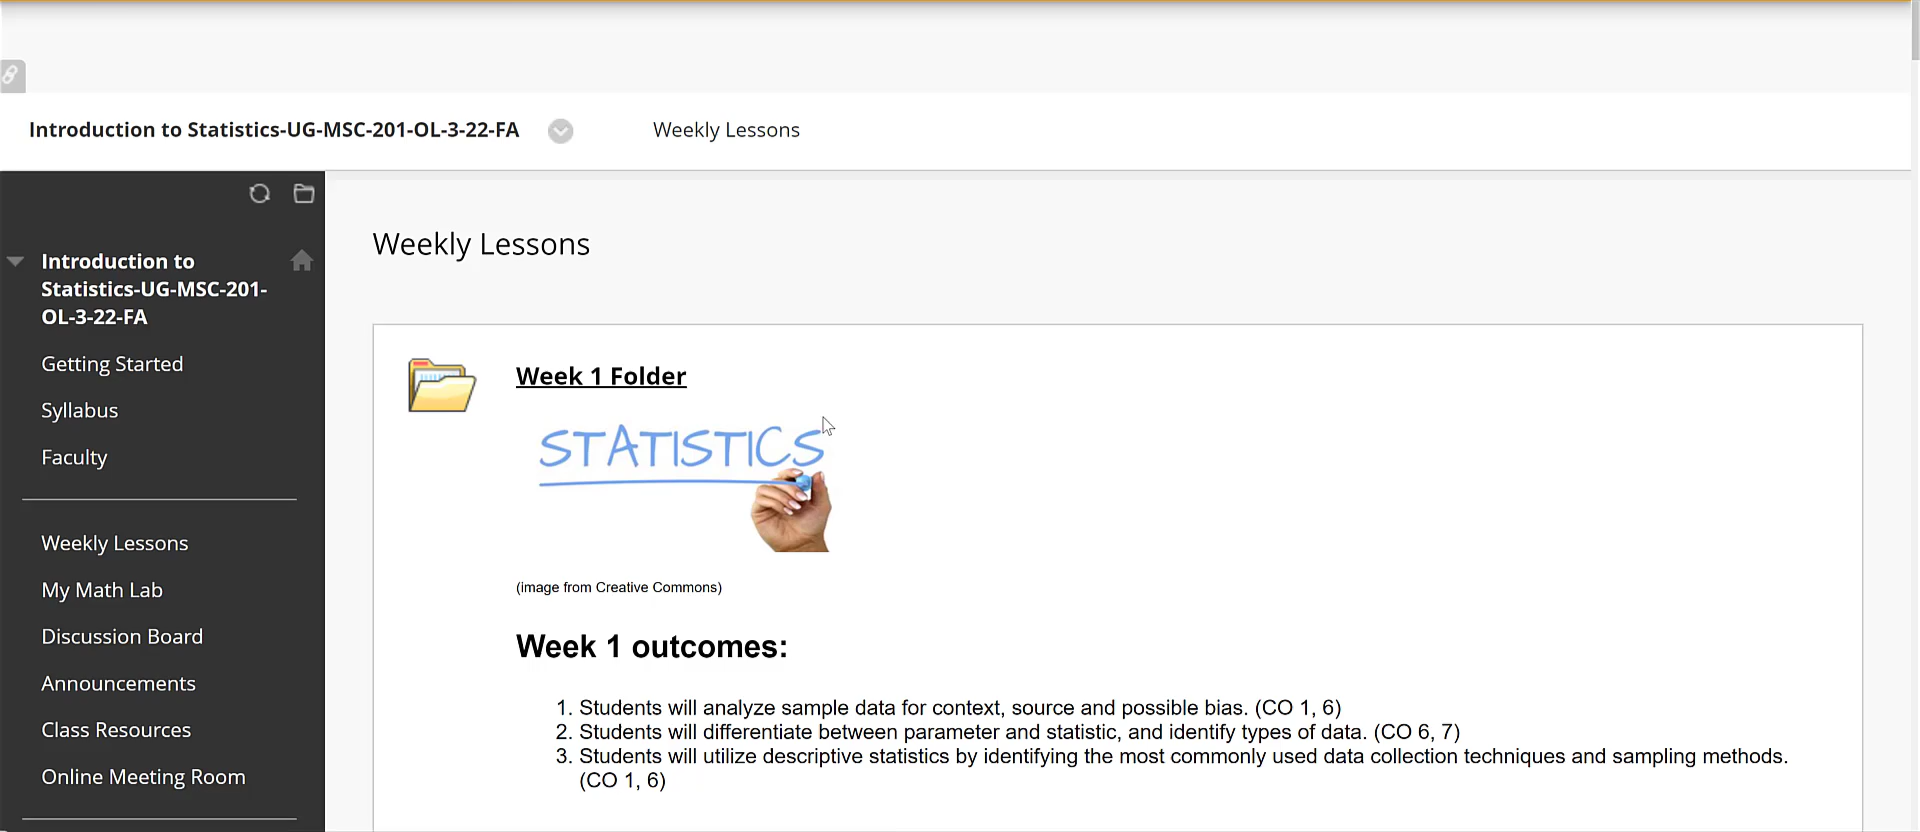 Introduction to Statistics-UG-MSC-201-OL-3-22-FA
Weekly Lessons
Introduction to
Statistics-UG-MSC-201-
OL-3-22-FA
Getting Started
Syllabus
Faculty
Weekly Lessons
My Math Lab
Discussion Board
Announcements
Class Resources
Online Meeting Room
Weekly Lessons
Week 1 Folder
STATISTICS
(image from Creative Commons)
Week 1 outcomes:
1. Students will analyze sample data for context, source and possible bias. (CO 1, 6)
2. Students will differentiate between parameter and statistic, and identify types of data. (CO 6, 7)
3. Students will utilize descriptive statistics by identifying the most commonly used data collection techniques and sampling methods.
(CO 1, 6)